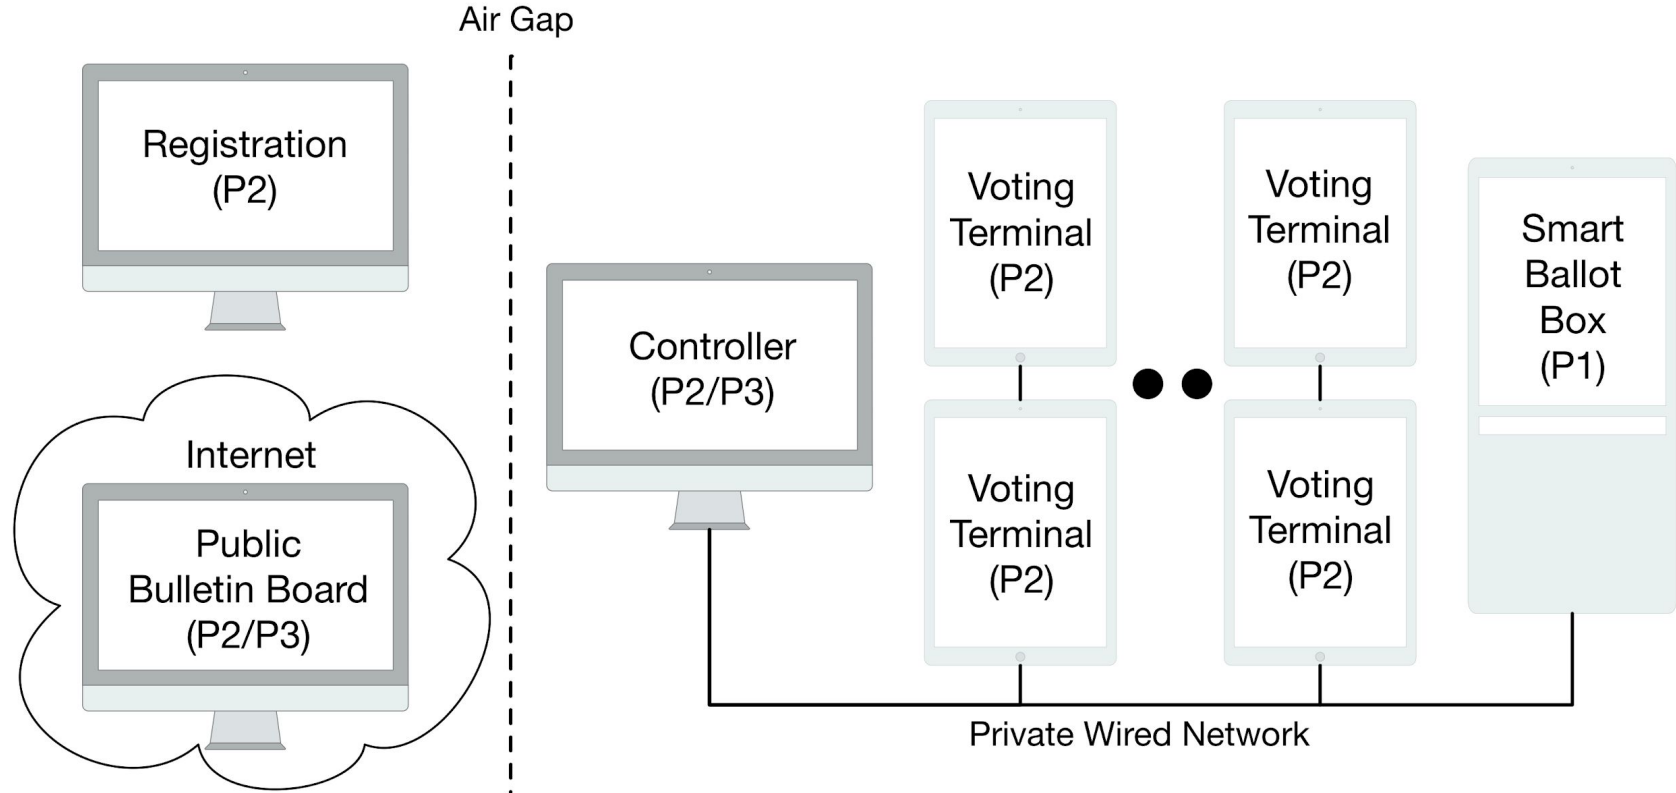 Air Gap
Registration
(P2)
Internet
Public
Bulletin Board
(P2/P3)
Controller
(P2/P3)
Voting
Terminal
(P2)
Voting
Terminal
(P2)
Voting
Terminal
(P2)
Voting
Terminal
(P2)
Smart
Ballot
Box
(P1)
Private Wired Network